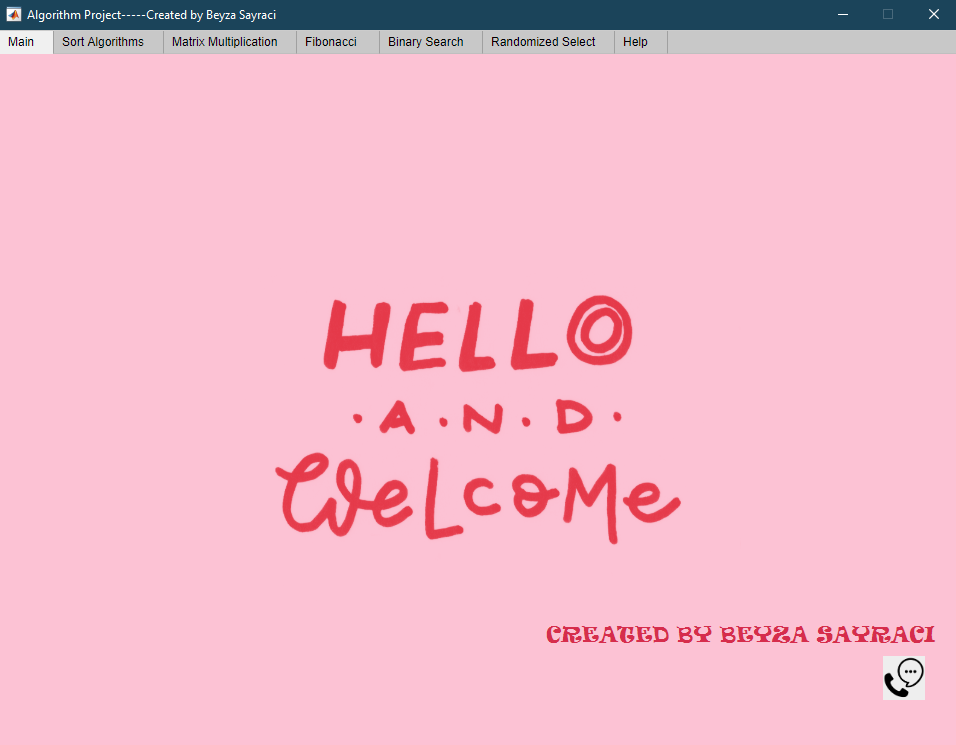 Algorithm Project-----Created by Beyza Sayraci
Main Sort Algorithms Matrix Multiplication Fibonacci Binary Search Randomized Select Help
HELLO
·A·N·D·
WeLcoMe
CREATED BY BEYZA SAYRACI